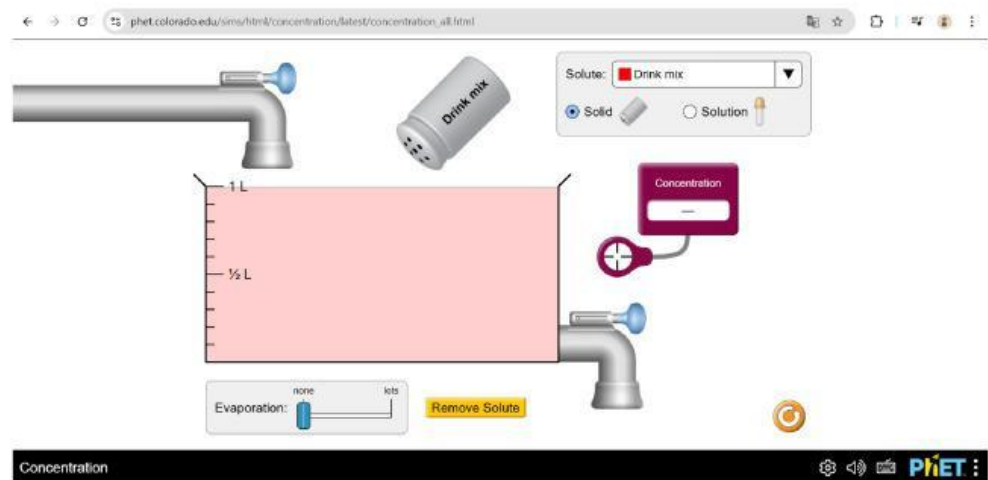 phet.colorado.edu/sims/html/concentration/latest/concentration_all.html
Drink mix
Solute: Drink mix
Solid
Solution
1 L
Concentration
—
½ L
none
lots
Evaporation:
Remove Solute
Concentration
PhET